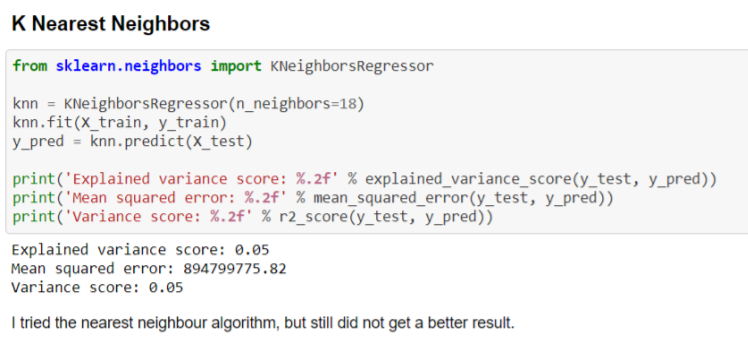 K Nearest Neighbors
from sklearn.neighbors import KNeighborsRegressor
knn = KNeighborsRegressor(n_neighbors=18)
knn.fit(X_train, y_train)
y_pred = knn.predict(X_test)
print('Explained variance score: %.2f' % explained_variance_score(y_test, y_pred))
print('Mean squared error: %.2f' % mean_squared_error(y_test, y_pred))
print('Variance score: %.2f' % r2_score(y_test, y_pred))
Explained variance score: 0.05
Mean squared error: 894799775.82
Variance score: 0.05
I tried the nearest neighbour algorithm, but still did not get a better result.